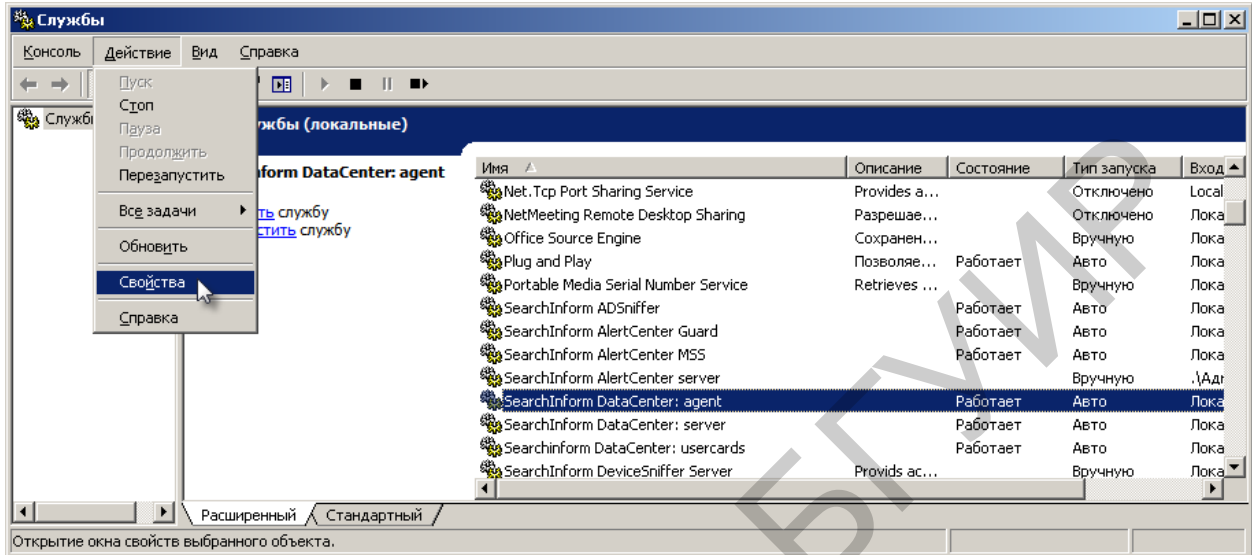 Службы
Консоль Действие Вид Справка
Пуск
Стоп
Пауза
Продолжить
Перезапустить
Все задачи
Обновить
Свойства
Справка
Службы (локальные)
DataCenter: agent
службу
службу
Имя Описание Состояние Тип запуска Вход
Net.Tcp Port Sharing Service Provides a... Отключено Local
NetMeeting Remote Desktop Sharing Разрешае... Отключено Лока
Office Source Engine Сохранен... Вручную Лока
Plug and Play Позволяе... Работает Авто Лока
Portable Media Serial Number Service Retrieves ... Вручную Лока
SearchInform ADSniffer Работает Авто Лока
SearchInform AlertCenter Guard Работает Авто Лока
SearchInform AlertCenter MSS Работает Авто Лока
SearchInform AlertCenter server Вручную .\Адм
SearchInform DataCenter: agent Работает Авто Лока
SearchInform DataCenter: server Работает Авто Лока
Searchinform DataCenter: usercards Работает Авто Лока
SearchInform DeviceSniffer Server Provids ac... Вручную Лока
Расширенный Стандартный
Открытие окна свойств выбранного объекта.
БГУИР